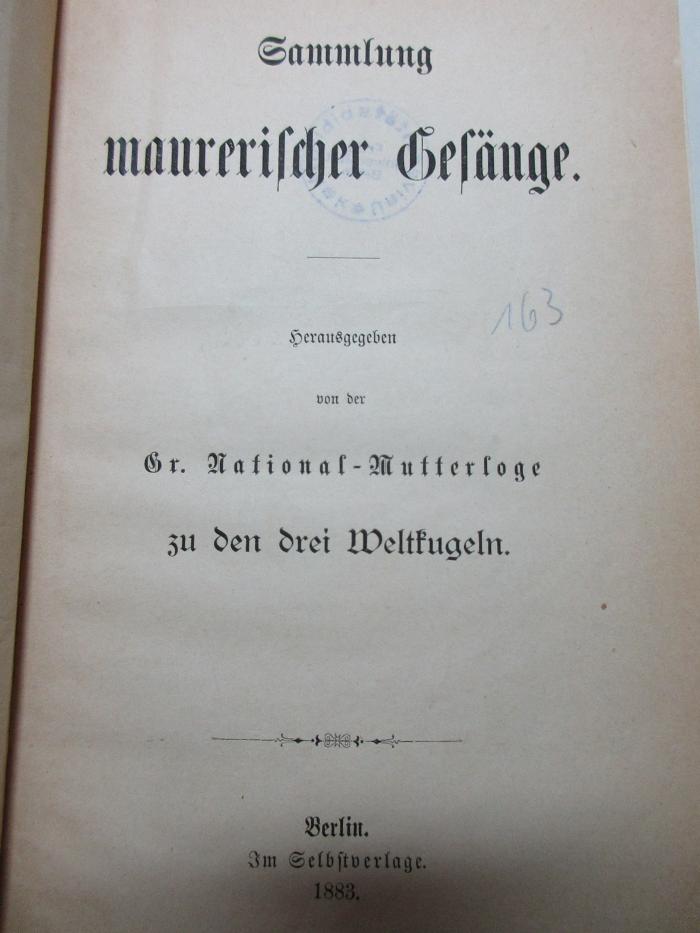 Sammlung
maurerischer Gesänge.
163
Herausgegeben
von der
Gr. National-Mutterloge
zu den drei Weltkugeln.
Berlin.
Im Selbstverlage.
1883.